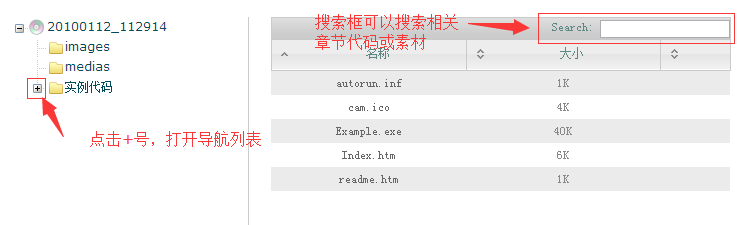 20100112_112914
images
medias
实例代码
点击+号，打开导航列表
搜索框可以搜索相关
章节代码或素材
Search:
名称 大小
autorun.inf 1K
cam.ico 4K
Example.exe 40K
Index.htm 6K
readme.htm 1K